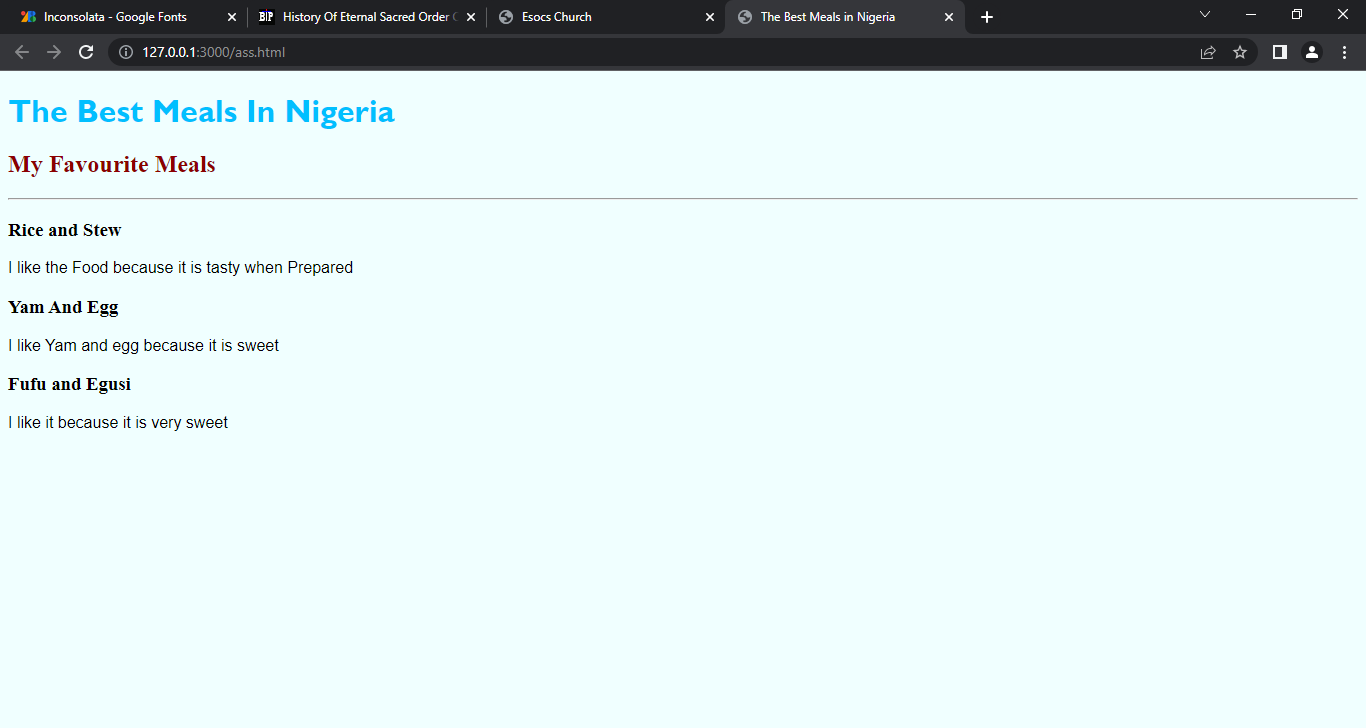 Inconsolata - Google Fonts
BIP History Of Eternal Sacred Order
Esocs Church
The Best Meals in Nigeria
127.0.0.1:3000/ass.html
The Best Meals In Nigeria
My Favourite Meals
Rice and Stew
I like the Food because it is tasty when Prepared
Yam And Egg
I like Yam and egg because it is sweet
Fufu and Egusi
I like it because it is very sweet